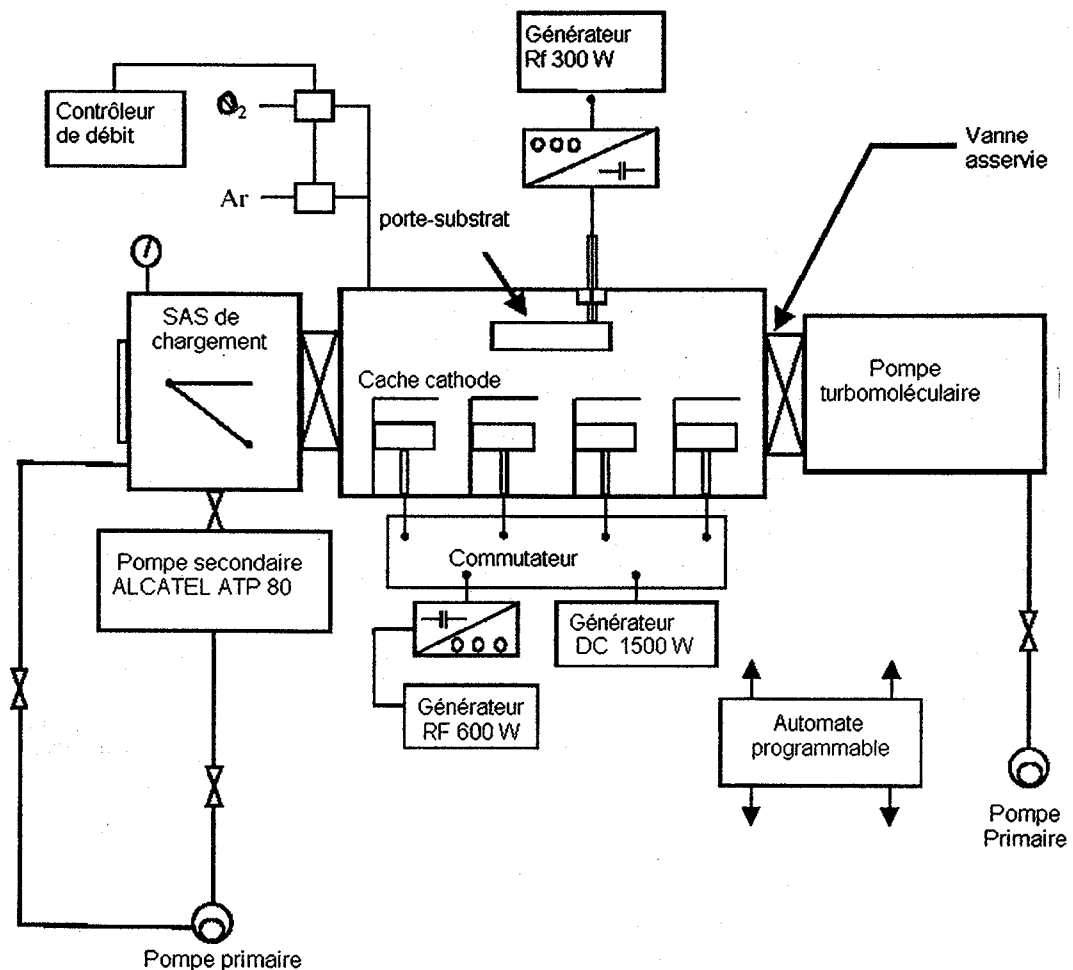 Générateur
Rf 300 W
Contrôleur
de débit
O2
Ar
Vanne
asservie
porte-substrat
SAS de
chargement
Cache cathode
Pompe
turbomoléculaire
Pompe secondaire
ALCATEL ATP 80
Commutateur
Générateur
DC 1500 W
Générateur
RF 600 W
Automate
programmable
Pompe
Primaire
Pompe primaire